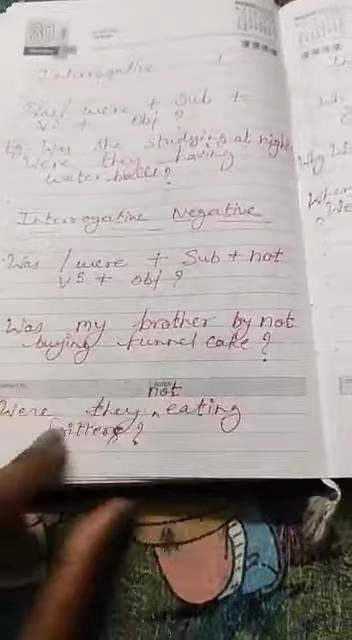 Interrogative
Was/were + Sub +
V5 + obj ?
Eg. Was she studying at night
Were they having
water balls?
Interrogative Negative
Was / were + Sub + not
V5 + obj ?
Was my brother by not
buying funnel cake ?
not
Were they ^ eating
fritters?